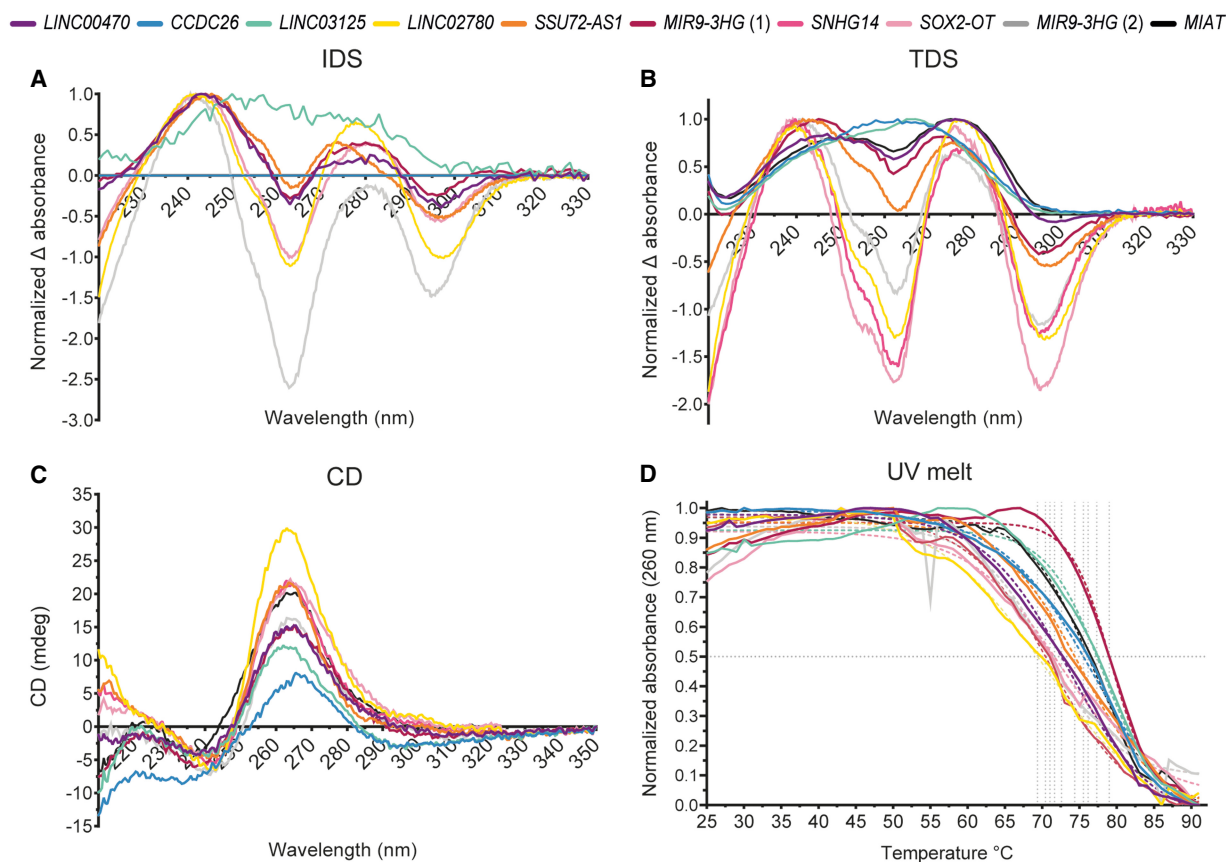 LINC00470 CCDC26 LINC03125 LINC02780 SSU72-AS1 MIR9-3HG (1) SNHG14 SOX2-OT MIR9-3HG (2) MIAT
A
IDS
Normalized Δ absorbance
1.0
0.5
0.0
-0.5
-1.0
-1.5
-2.0
-2.5
-3.0
230 240 250 260 270 280 290 300 310 320 330
Wavelength (nm)
B
TDS
Normalized Δ absorbance
1.0
0.5
0.0
-0.5
-1.0
-1.5
-2.0
230 240 250 260 270 280 290 300 310 320 330
Wavelength (nm)
C
CD
CD (mdeg)
35
30
25
20
15
10
5
0
-5
-10
-15
220 230 240 250 260 270 280 290 300 310 320 330 340 350
Wavelength (nm)
D
UV melt
Normalized absorbance (260 nm)
1.0
0.9
0.8
0.7
0.6
0.5
0.4
0.3
0.2
0.1
0.0
25 30 35 40 45 50 55 60 65 70 75 80 85 90
Temperature °C